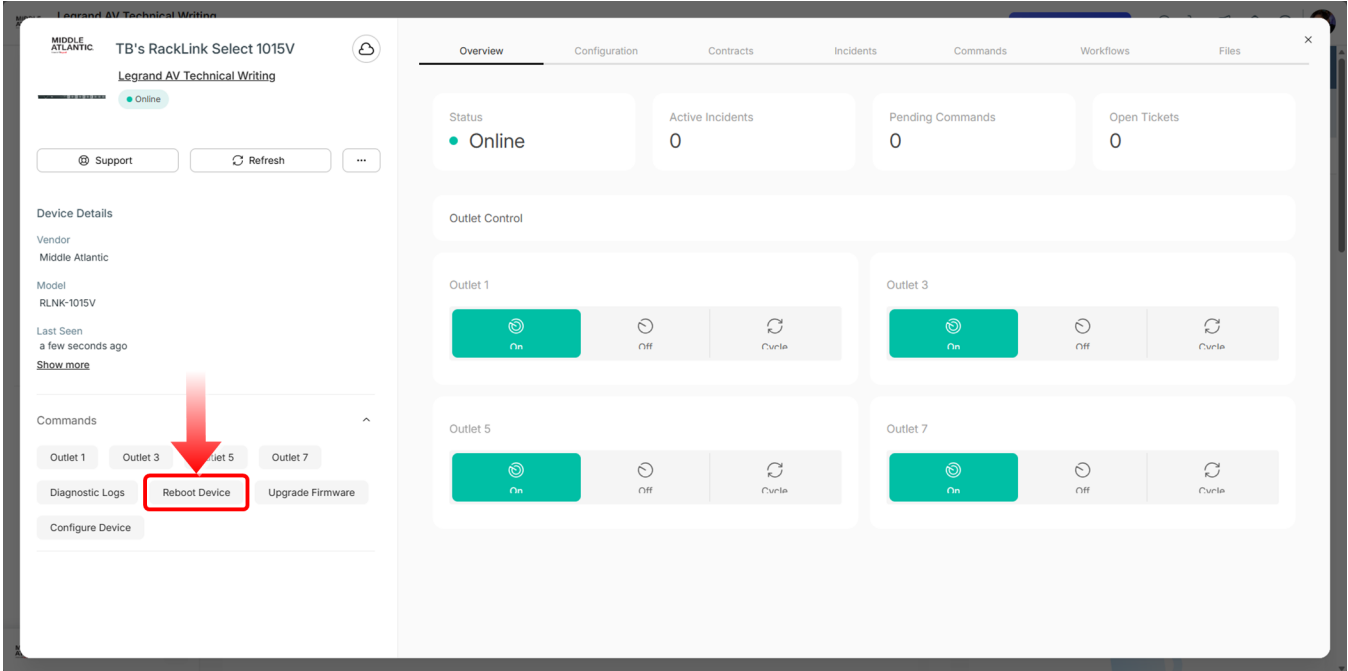 Legrand AV Technical Writing
MIDDLE
ATLANTIC
TB's RackLink Select 1015V
Legrand AV Technical Writing
Online
Support
Refresh
...
Device Details
Vendor
Middle Atlantic
Model
RLNK-1015V
Last Seen
a few seconds ago
Show more
Commands
Outlet 1
Outlet 3
5
Outlet 7
Diagnostic Logs
Reboot Device
Upgrade Firmware
Configure Device
Overview
Configuration
Contracts
Incidents
Commands
Workflows
Files
Status
Online
Active Incidents
0
Pending Commands
0
Open Tickets
0
Outlet Control
Outlet 1
On
Off
Cycle
Outlet 3
On
Off
Cycle
Outlet 5
On
Off
Cycle
Outlet 7
On
Off
Cycle